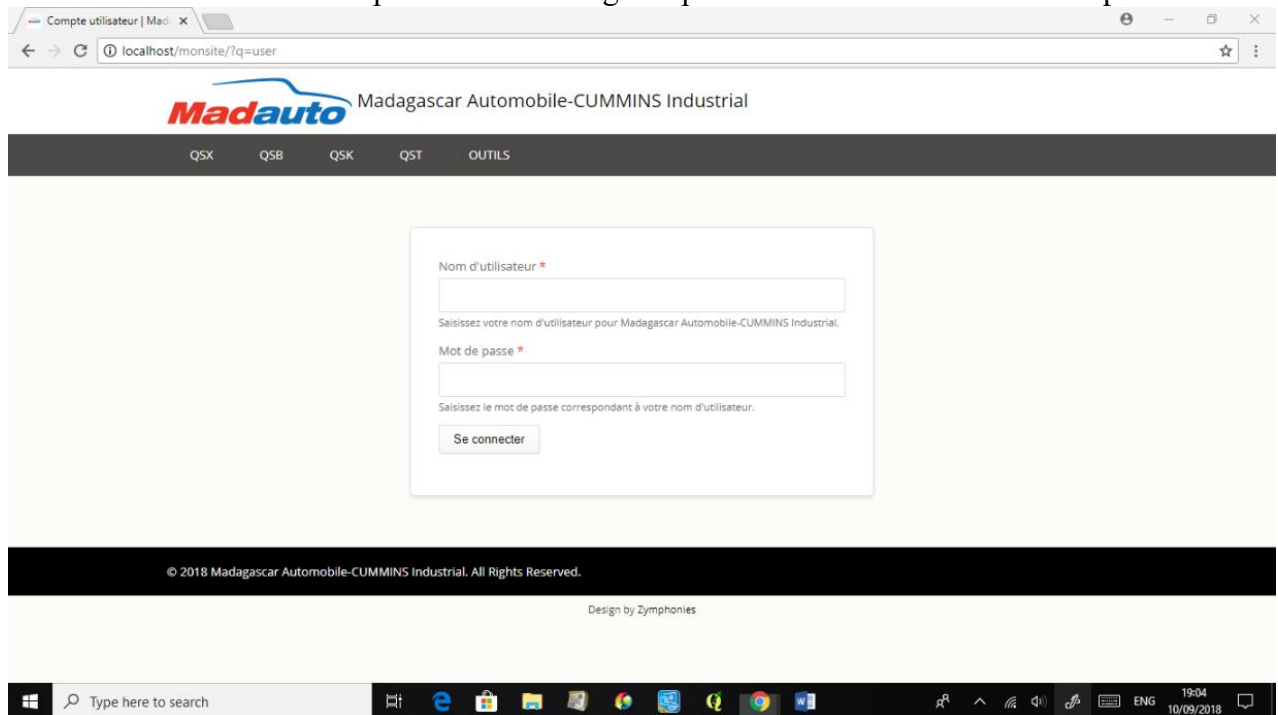 Compte utilisateur | Mad
localhost/monsite/?q=user
Madauto Madagascar Automobile-CUMMINS Industrial
QSX QSB QSK QST OUTILS
Nom d'utilisateur *
Saisissez votre nom d'utilisateur pour Madagascar Automobile-CUMMINS Industrial.
Mot de passe *
Saisissez le mot de passe correspondant à votre nom d'utilisateur.
Se connecter
© 2018 Madagascar Automobile-CUMMINS Industrial. All Rights Reserved.
Design by Zymphonies
Type here to search
ENG
19:04
10/09/2018